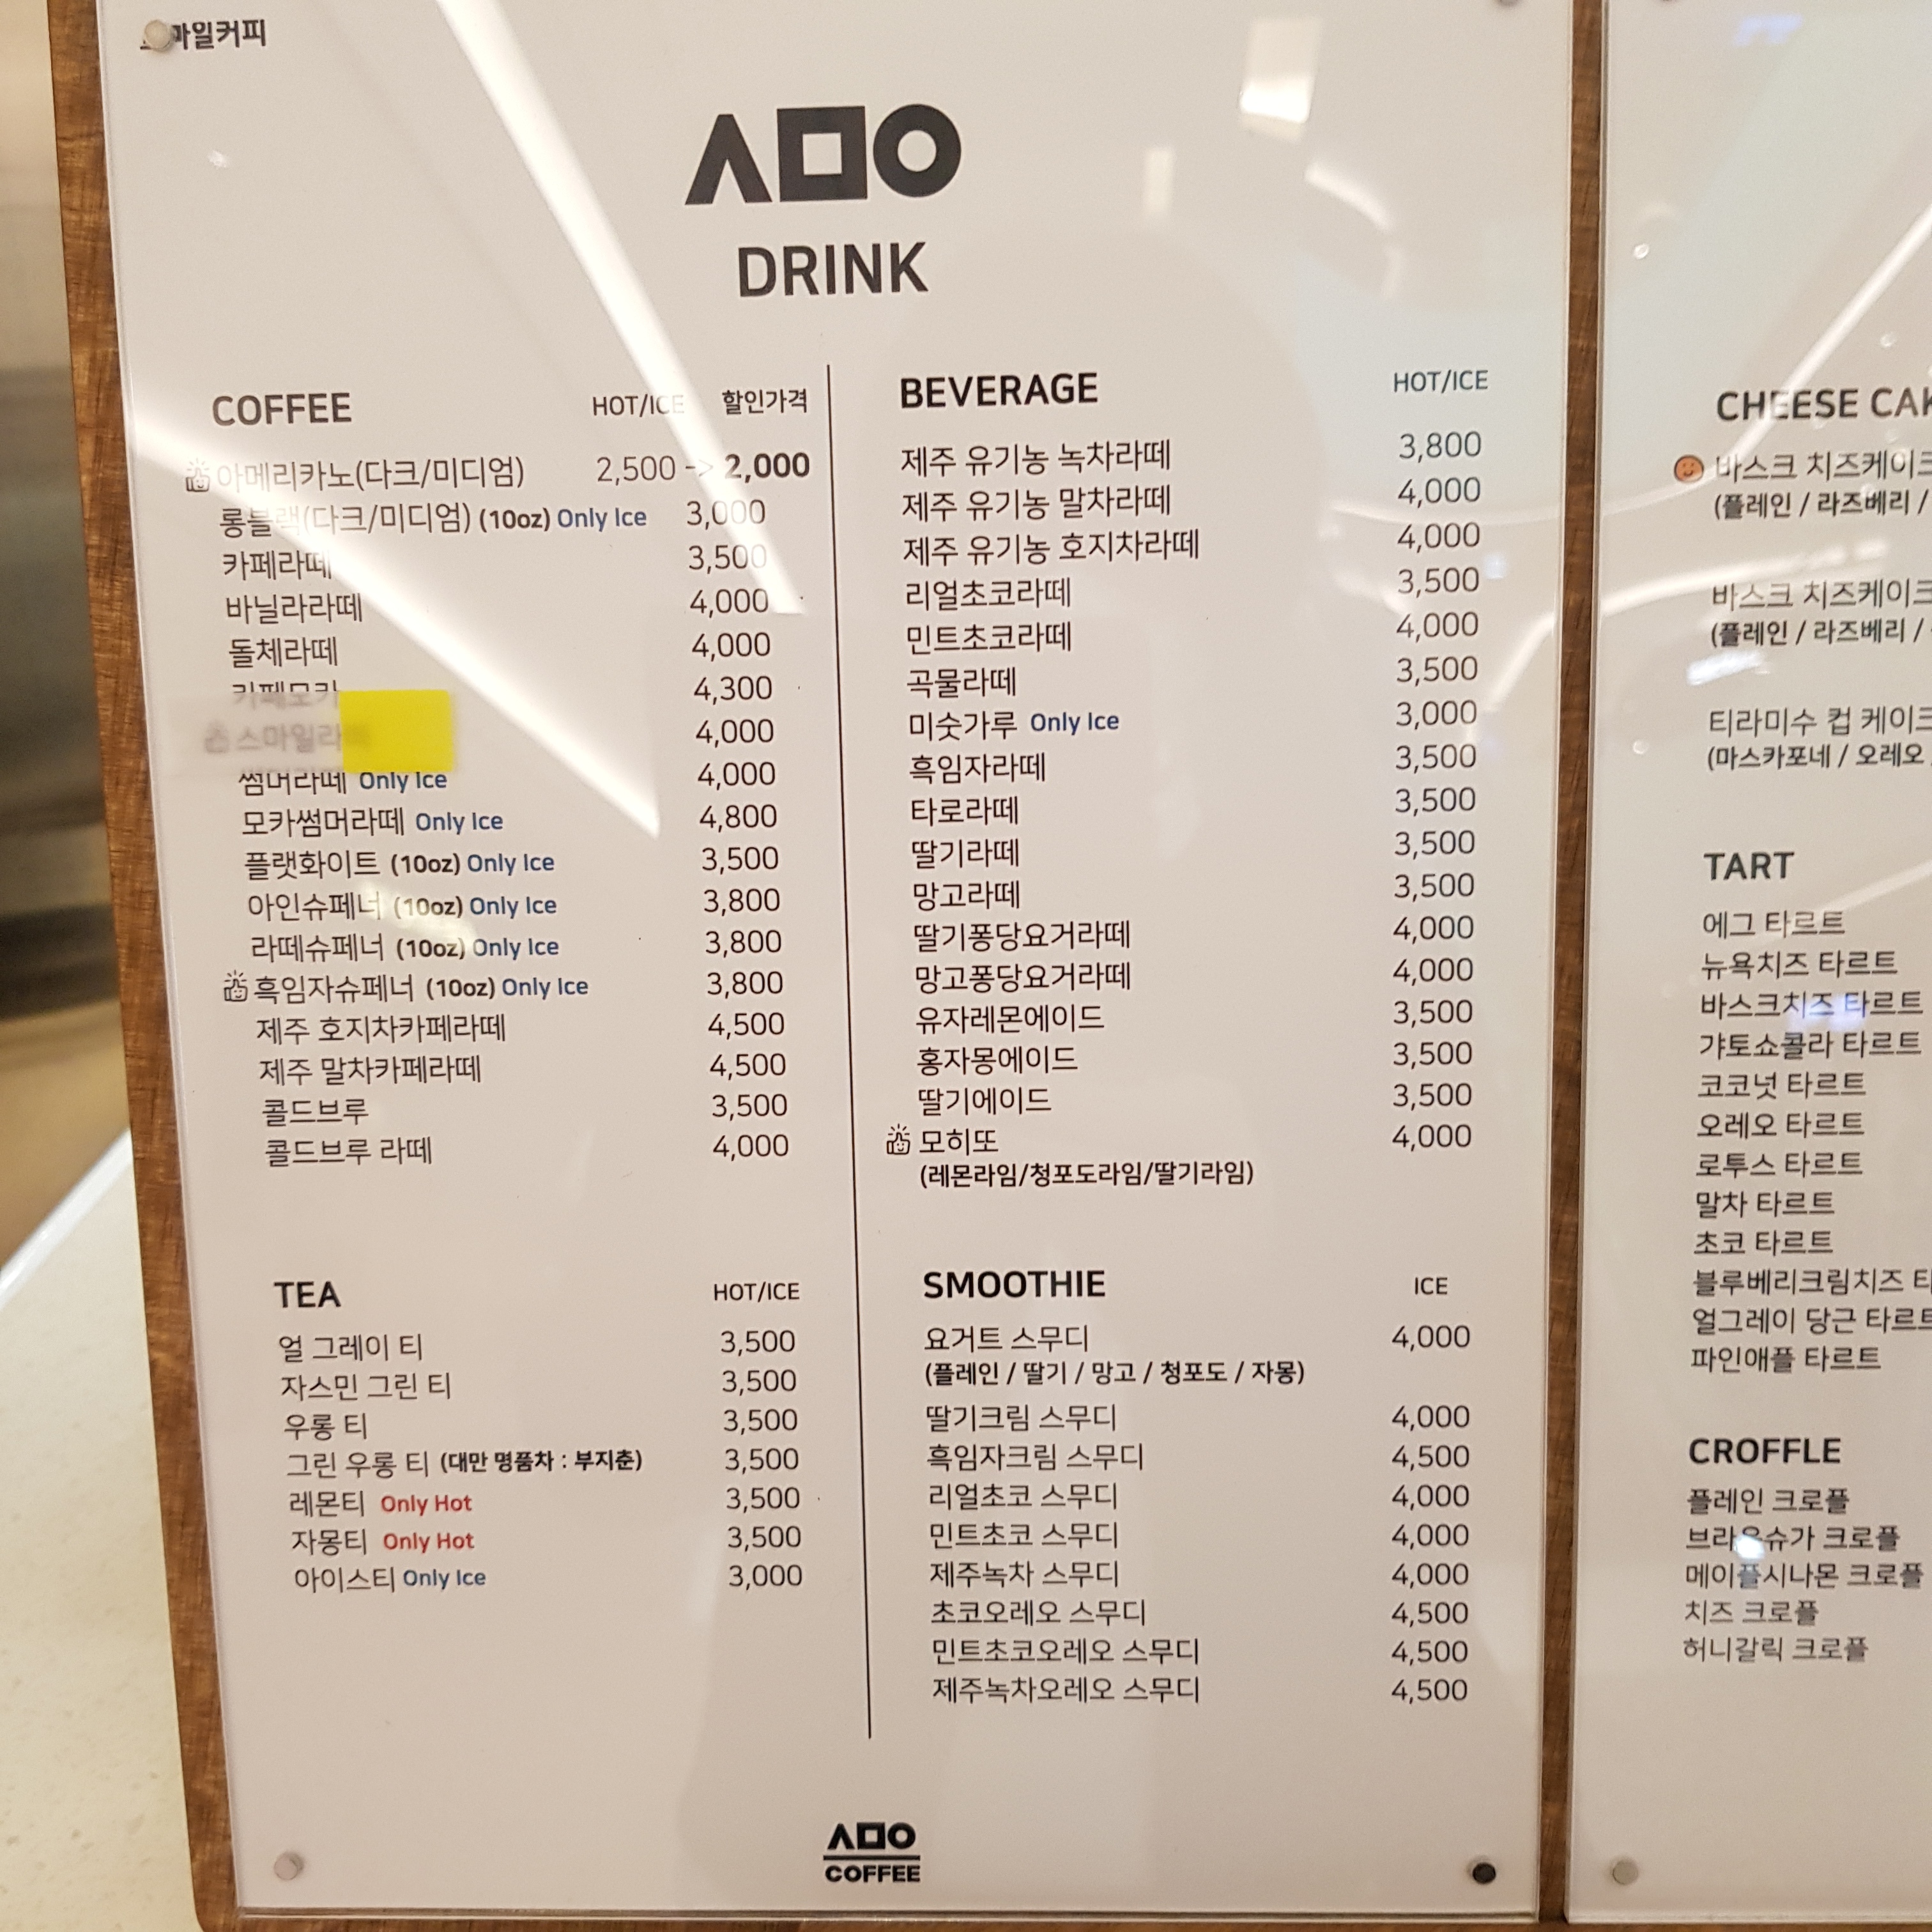 마일커피
ㅅㅁㅇ
DRINK
COFFEE HOT/ICE 할인가격
아메리카노(다크/미디엄) 2,500 -> 2,000
롱블랙(다크/미디엄) (10oz) Only Ice 3,000
카페라떼 3,500
바닐라라떼 4,000
돌체라떼 4,000
카페모카 4,300
스마일라떼 4,000
썸머라떼 Only Ice 4,000
모카썸머라떼 Only Ice 4,800
플랫화이트 (10oz) Only Ice 3,500
아인슈페너 (10oz) Only Ice 3,800
라떼슈페너 (10oz) Only Ice 3,800
흑임자슈페너 (10oz) Only Ice 3,800
제주 호지차카페라떼 4,500
제주 말차카페라떼 4,500
콜드브루 3,500
콜드브루 라떼 4,000
TEA HOT/ICE
얼 그레이 티 3,500
자스민 그린 티 3,500
우롱 티 3,500
그린 우롱 티 (대만 명품차 : 부지춘) 3,500
레몬티 Only Hot 3,500
자몽티 Only Hot 3,500
아이스티 Only Ice 3,000
BEVERAGE HOT/ICE
제주 유기농 녹차라떼 3,800
제주 유기농 말차라떼 4,000
제주 유기농 호지차라떼 4,000
리얼초코라떼 3,500
민트초코라떼 4,000
곡물라떼 3,500
미숫가루 Only Ice 3,000
흑임자라떼 3,500
타로라떼 3,500
딸기라떼 3,500
망고라떼 3,500
딸기퐁당요거라떼 4,000
망고퐁당요거라떼 4,000
유자레몬에이드 3,500
홍자몽에이드 3,500
딸기에이드 3,500
모히또 4,000
(레몬라임/청포도라임/딸기라임)
SMOOTHIE ICE
요거트 스무디 4,000
(플레인 / 딸기 / 망고 / 청포도 / 자몽)
딸기크림 스무디 4,000
흑임자크림 스무디 4,500
리얼초코 스무디 4,000
민트초코 스무디 4,000
제주녹차 스무디 4,000
초코오레오 스무디 4,500
민트초코오레오 스무디 4,500
제주녹차오레오 스무디 4,500
ㅅㅁㅇ
COFFEE
CHEESE
바스크 치즈케이크
(플레인 / 라즈베리 /
바스크 치즈케이크
(플레인 / 라즈베리 /
티라미수 컵 케이크
(마스카포네 / 오레오
TART
에그 타르트
뉴욕치즈 타르트
바스크치즈 타르트
갸토쇼콜라 타르트
코코넛 타르트
오레오 타르트
로투스 타르트
말차 타르트
초코 타르트
블루베리크림치즈
얼그레이 당근 타르트
파인애플 타르트
CROFFLE
플레인 크로플
브라운슈가 크로플
메이플시나몬 크로플
치즈 크로플
허니갈릭 크로플